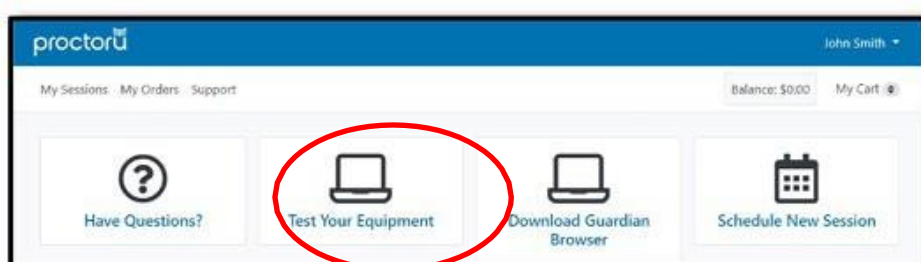 proctoru
John Smith
My Sessions My Orders Support
Balance: $0.00 My Cart 0
Have Questions?
Test Your Equipment
Download Guardian
Browser
Schedule New Session